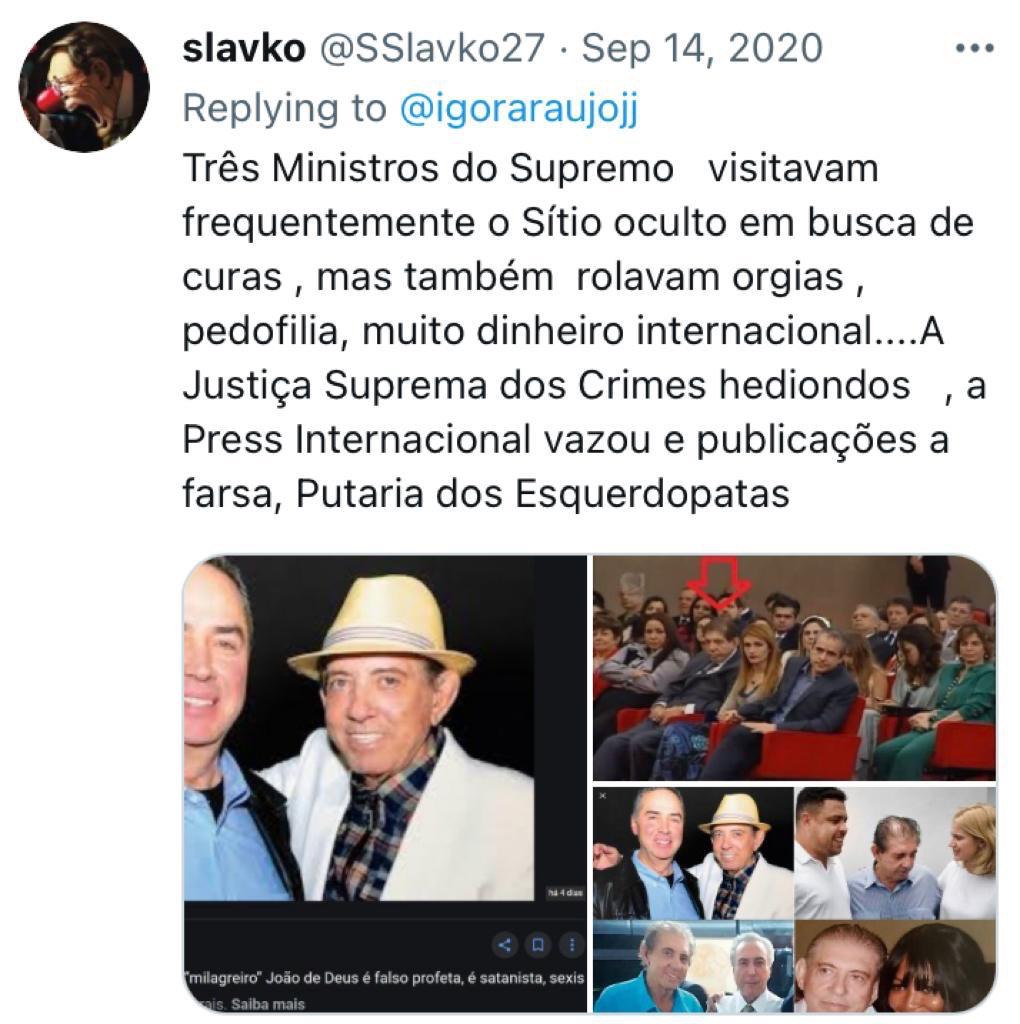 slavko @SSlavko27 · Sep 14, 2020
Replying to @igoraraujojj
Três Ministros do Supremo   visitavam
frequentemente o Sítio oculto em busca de
curas , mas também  rolavam orgias ,
pedofilia, muito dinheiro internacional....A
Justiça Suprema dos Crimes hediondos   , a
Press Internacional vazou e publicações a
farsa, Putaria dos Esquerdopatas
há 4 dias
"milagreiro" João de Deus é falso profeta, é satanista, sexis
rais. Saiba mais